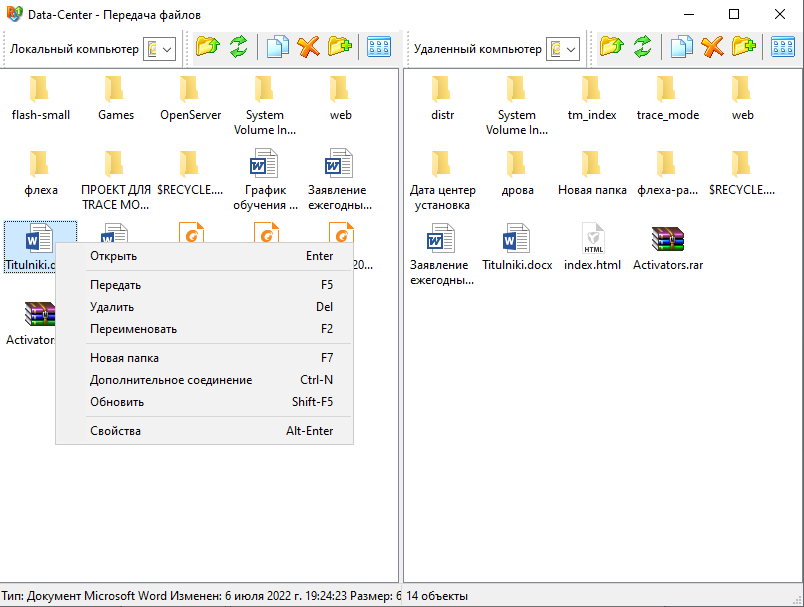 Data-Center - Передача файлов
Локальный компьютер
Удаленный компьютер
flash-small
Games
OpenServer
System
Volume In...
web
флеха
ПРОЕКТ ДЛЯ
TRACE MO...
$RECYCLE....
График
обучения ...
Заявление
ежегодны...
Titulniki.d
20...
Activator
Открыть Enter
Передать F5
Удалить Del
Переименовать F2
Новая папка F7
Дополнительное соединение Ctrl-N
Обновить Shift-F5
Свойства Alt-Enter
distr
System
Volume In...
tm_index
trace_mode
web
Дата центер
установка
дрова
Новая папка
флеха-ра...
$RECYCLE....
Заявление
ежегодны...
Titulniki.docx
HTML
index.html
Activators.rar
Тип: Документ Microsoft Word Изменен: 6 июля 2022 г. 19:24:23 Размер: 6
14 объекты